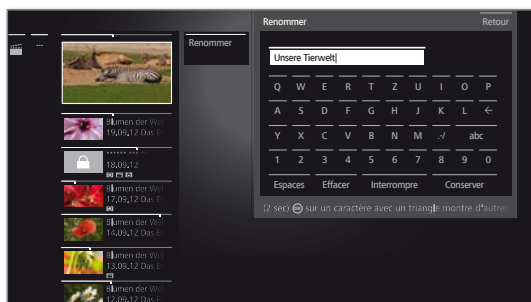 Renommer
Retour
...
Renommer
Unsere Tierwelt
Q W E R T Z U I O P
A S D F G H J K L ←
Y X C V B N M .-/ abc
1 2 3 4 5 6 7 8 9 0
Espaces Effacer Interrompre Conserver
(2 sec) OK sur un caractère avec un triangle montre d'autres
Blumen der Wel
19.09.12 Das E
18.09.12
Blumen der Wel
17.09.12 Das E
Blumen der Wel
14.09.12 Das E
Blumen der Wel
13.09.12 Das E
Blumen der Wel
12.09.12 Das E